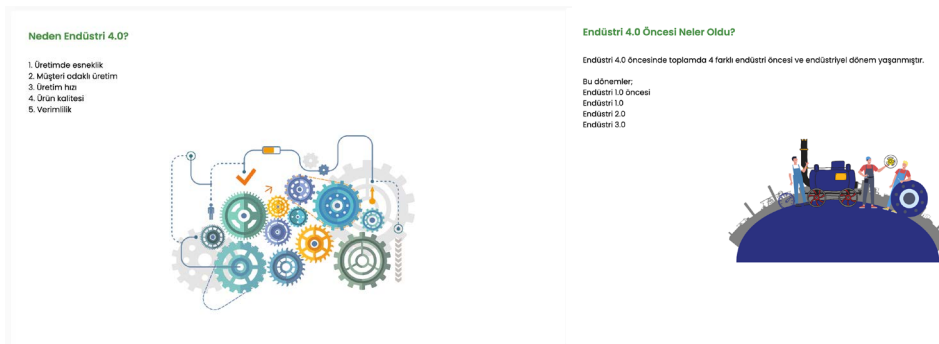 Neden Endüstri 4.0?
1. Üretimde esneklik
2. Müşteri odaklı üretim
3. Üretim hızı
4. Ürün kalitesi
5. Verimlilik
Endüstri 4.0 Öncesi Neler Oldu?
Endüstri 4.0 öncesinde toplamda 4 farklı endüstri öncesi ve endüstriyel dönem yaşanmıştır.
Bu dönemler;
Endüstri 1.0 öncesi
Endüstri 1.0
Endüstri 2.0
Endüstri 3.0